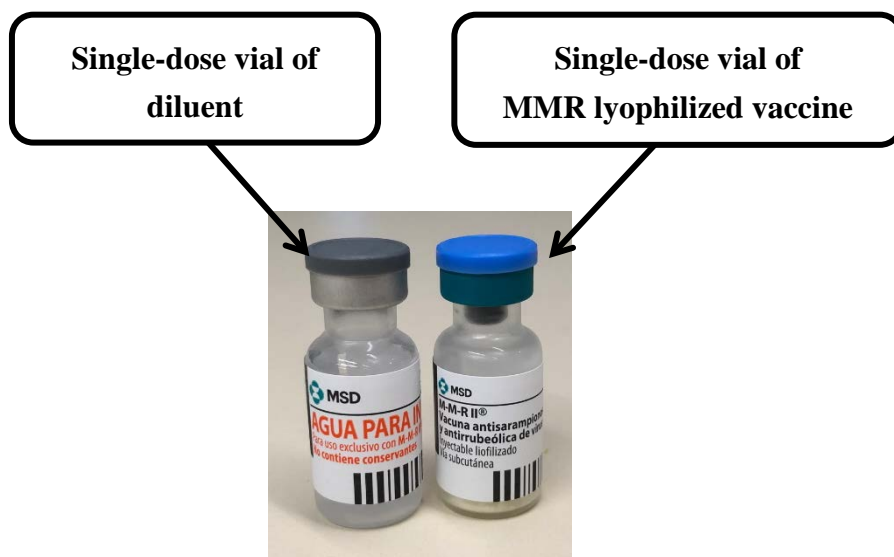 Single-dose vial of
diluent
Single-dose vial of
MMR lyophilized vaccine
MSD
AGUA PARA IN
Para uso exclusivo con M-M-R
No contiene conservantes
MSD
M-M-R II®
Vacuna antisarampion
y antirrubeólica de viru
Inyectable liofilizado
Vía subcutánea